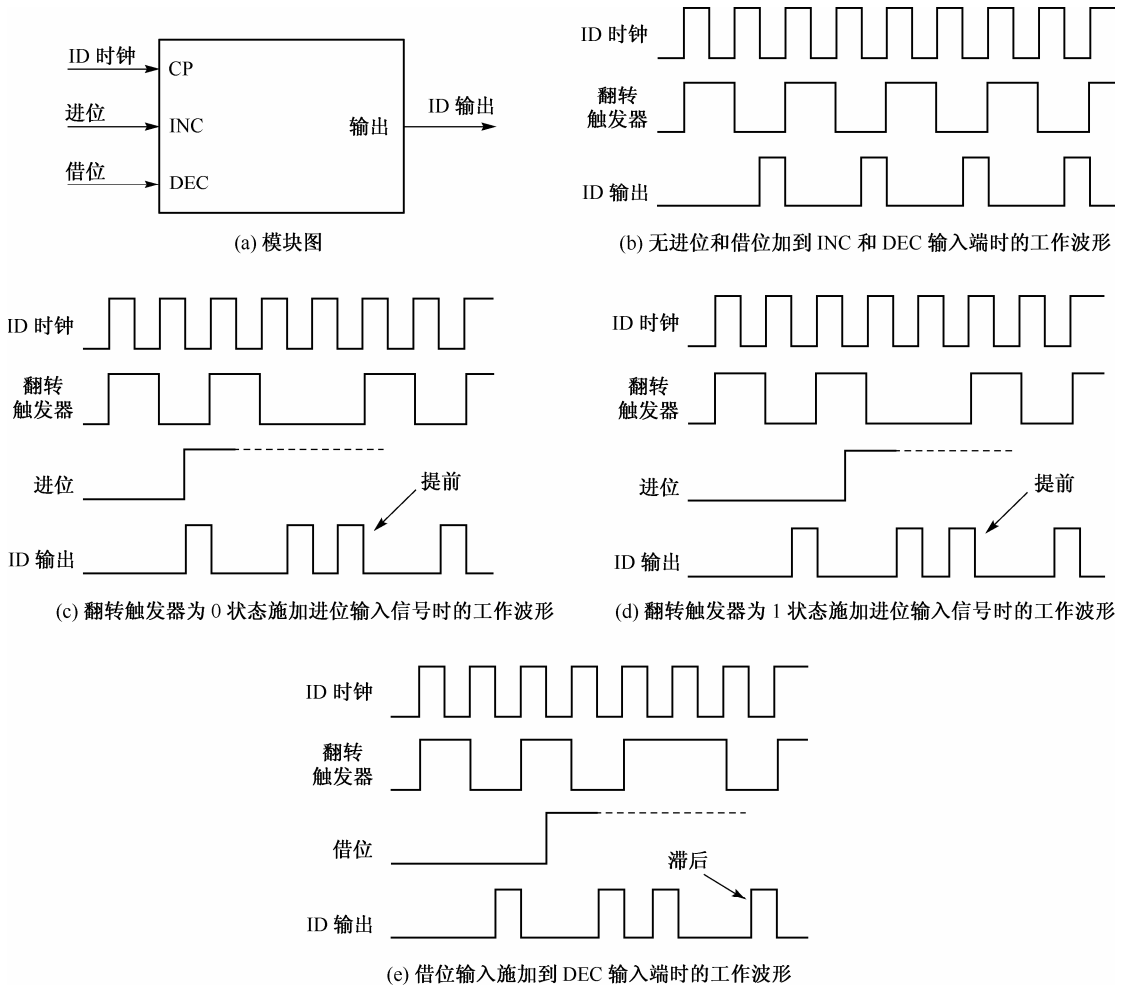 ID 时钟
CP
进位
INC
借位
DEC
输出
ID 输出
(a) 模块图
ID 时钟
翻转
触发器
ID 输出
(b) 无进位和借位加到 INC 和 DEC 输入端时的工作波形
ID 时钟
翻转
触发器
进位
提前
ID 输出
(c) 翻转触发器为 0 状态施加进位输入信号时的工作波形
ID 时钟
翻转
触发器
进位
提前
ID 输出
(d) 翻转触发器为 1 状态施加进位输入信号时的工作波形
ID 时钟
翻转
触发器
借位
滞后
ID 输出
(e) 借位输入施加到 DEC 输入端时的工作波形